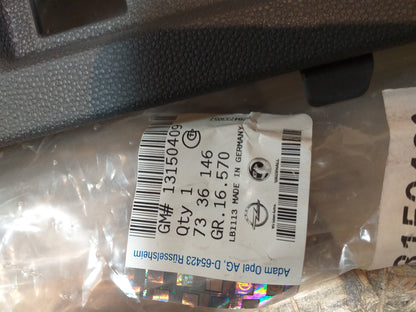 GM# 13150409
Qty 1
73 36 146
GR.16.570
LB1113 MADE IN GERMANY
Adam Opel AG, D-65423 Rüsselsheim